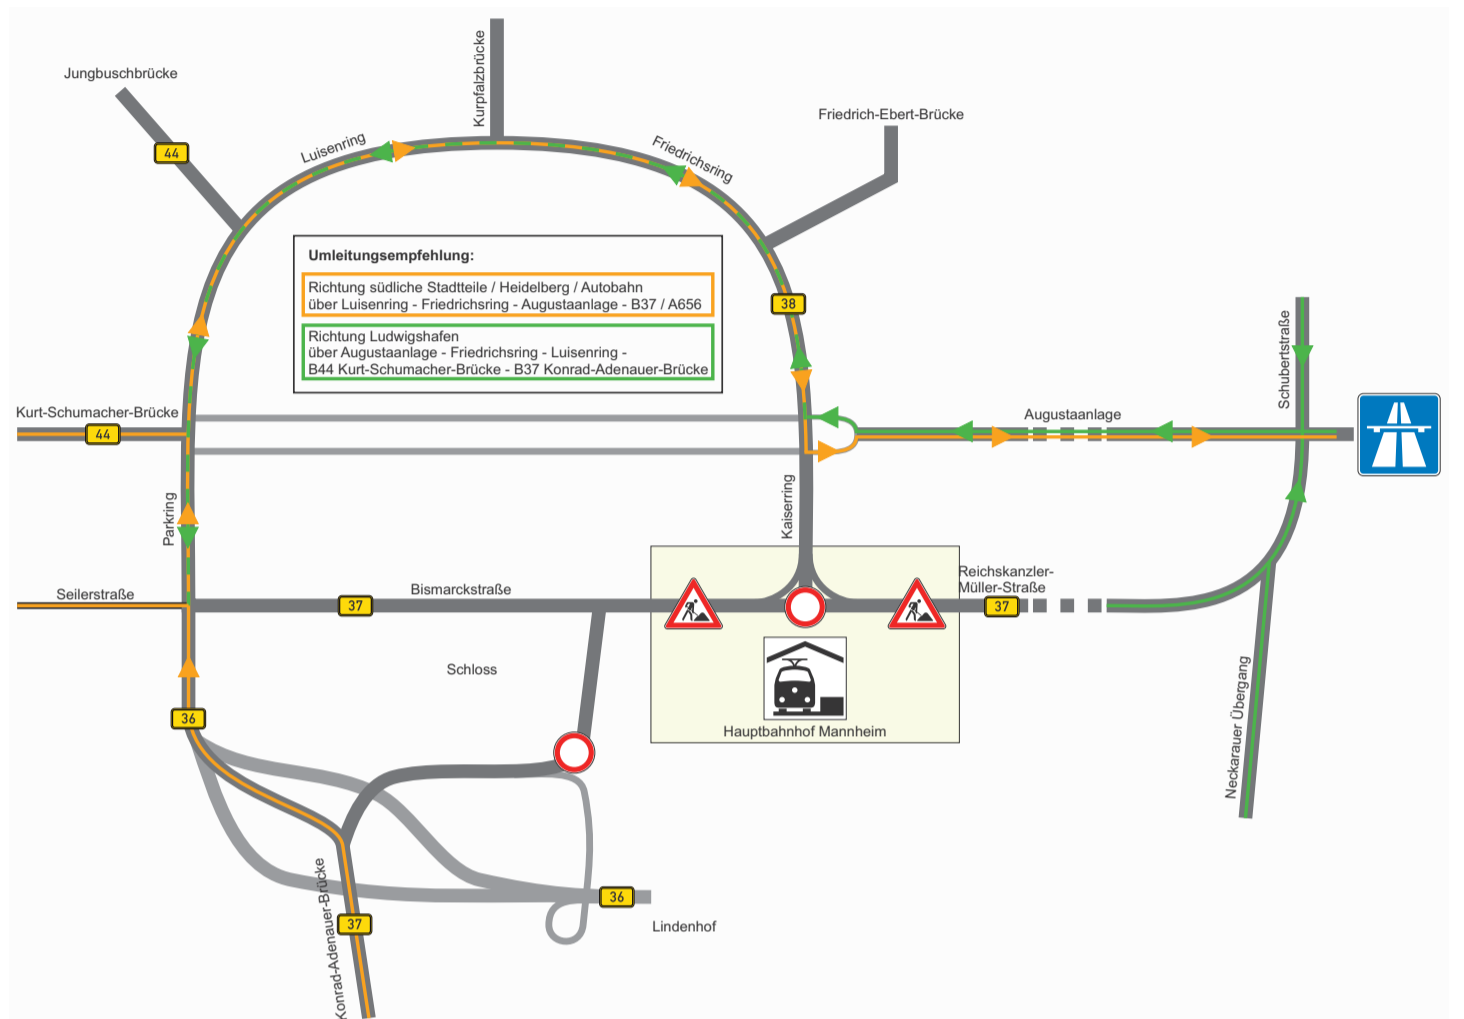 Kurpfalzbrücke
Jungbuschbrücke
Friedrich-Ebert-Brücke
44
Luisenring
Friedrichsring
Umleitungsempfehlung:
Richtung südliche Stadtteile / Heidelberg / Autobahn
über Luisenring - Friedrichsring - Augustaanlage - B37 / A656
Richtung Ludwigshafen
über Augustaanlage - Friedrichsring - Luisenring -
B44 Kurt-Schumacher-Brücke - B37 Konrad-Adenauer-Brücke
38
Schubertstraße
Kurt-Schumacher-Brücke
44
Augustaanlage
Parkring
Kaiserring
Seilerstraße
Bismarckstraße
37
Reichskanzler-
Müller-Straße
37
Schloss
Hauptbahnhof Mannheim
36
Neckarauer Übergang
Konrad-Adenauer-Brücke
37
36
Lindenhof